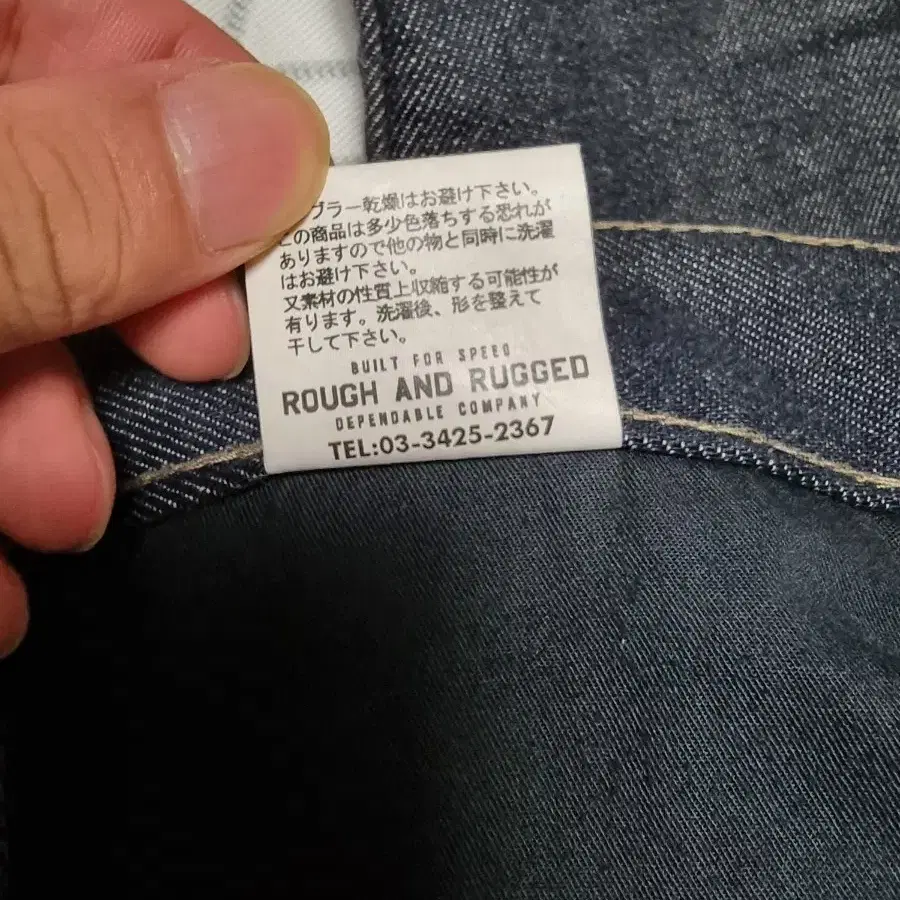 ブラー乾燥はお避け下さい。
この商品は多少色落ちする恐れが
ありますので他の物と同時に洗濯
はお避け下さい。
又素材の性質上収縮する可能性が
有ります。洗濯後、形を整えて
干して下さい。
BUILT FOR SPEED
ROUGH AND RUGGED
DEPENDABLE COMPANY
TEL:03-3425-2367